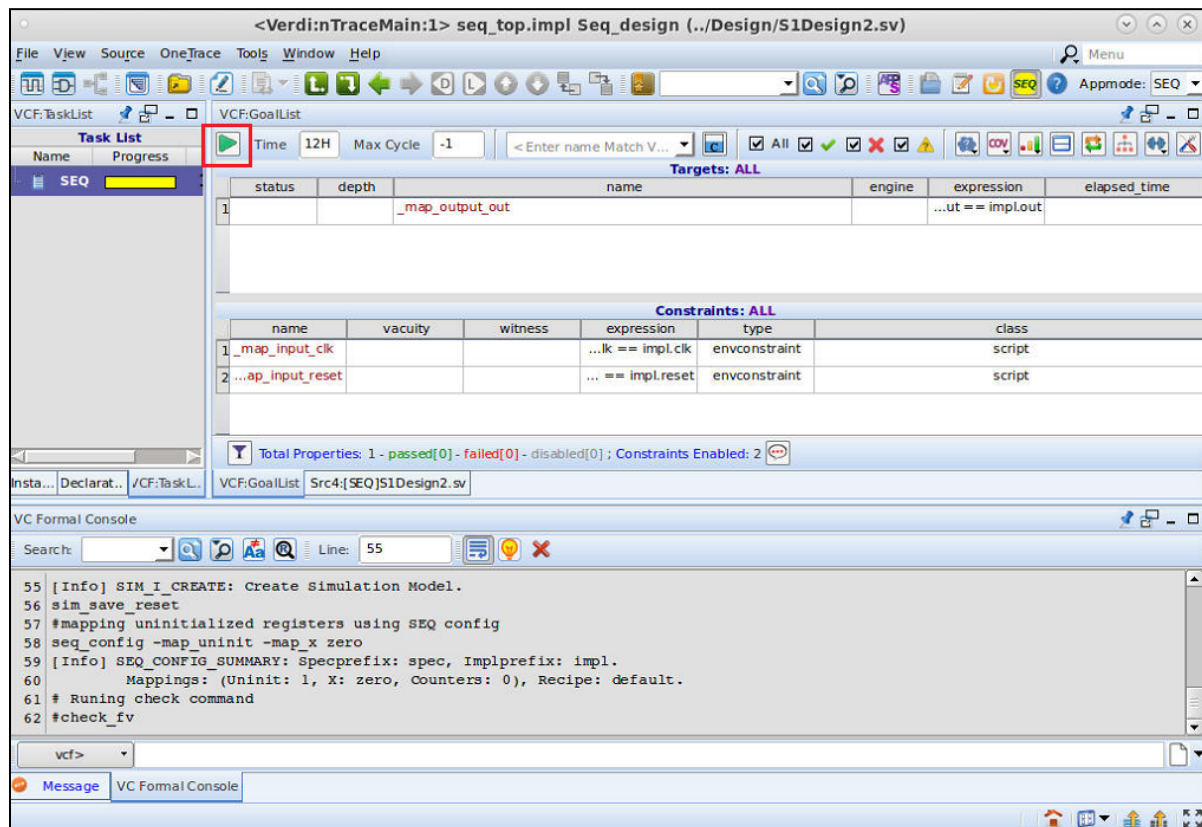 <Verdi:nTraceMain:1> seq_top.impl Seq_design (../Design/S1Design2.sv)
File View Source OneTrace Tools Window Help
Menu
SEQ
Appmode: SEQ
VCF:TaskList
VCF:GoalList
Task List
Name Progress
SEQ
Time 12H Max Cycle -1 <Enter name Match V... All
Targets: ALL
status depth name engine expression elapsed_time
1 _map_output_out ...ut == impl.out
Constraints: ALL
name vacuity witness expression type class
1 _map_input_clk ...lk == impl.clk envconstraint script
2 ...ap_input_reset ... == impl.reset envconstraint script
Total Properties: 1 - passed[0] - failed[0] - disabled[0] ; Constraints Enabled: 2
Insta... Declarat.. /CF:TaskL..
VCF:GoalList Src4:[SEQ]S1Design2.sv
VC Formal Console
Search: Line: 55
55 [Info] SIM_I_CREATE: Create Simulation Model.
56 sim_save_reset
57 #mapping uninitialized registers using SEQ config
58 seq_config -map_uninit -map_x zero
59 [Info] SEQ_CONFIG_SUMMARY: Specprefix: spec, Implprefix: impl.
60 Mappings: (Uninit: 1, X: zero, Counters: 0), Recipe: default.
61 # Runing check command
62 #check_fv
vcf>
Message VC Formal Console